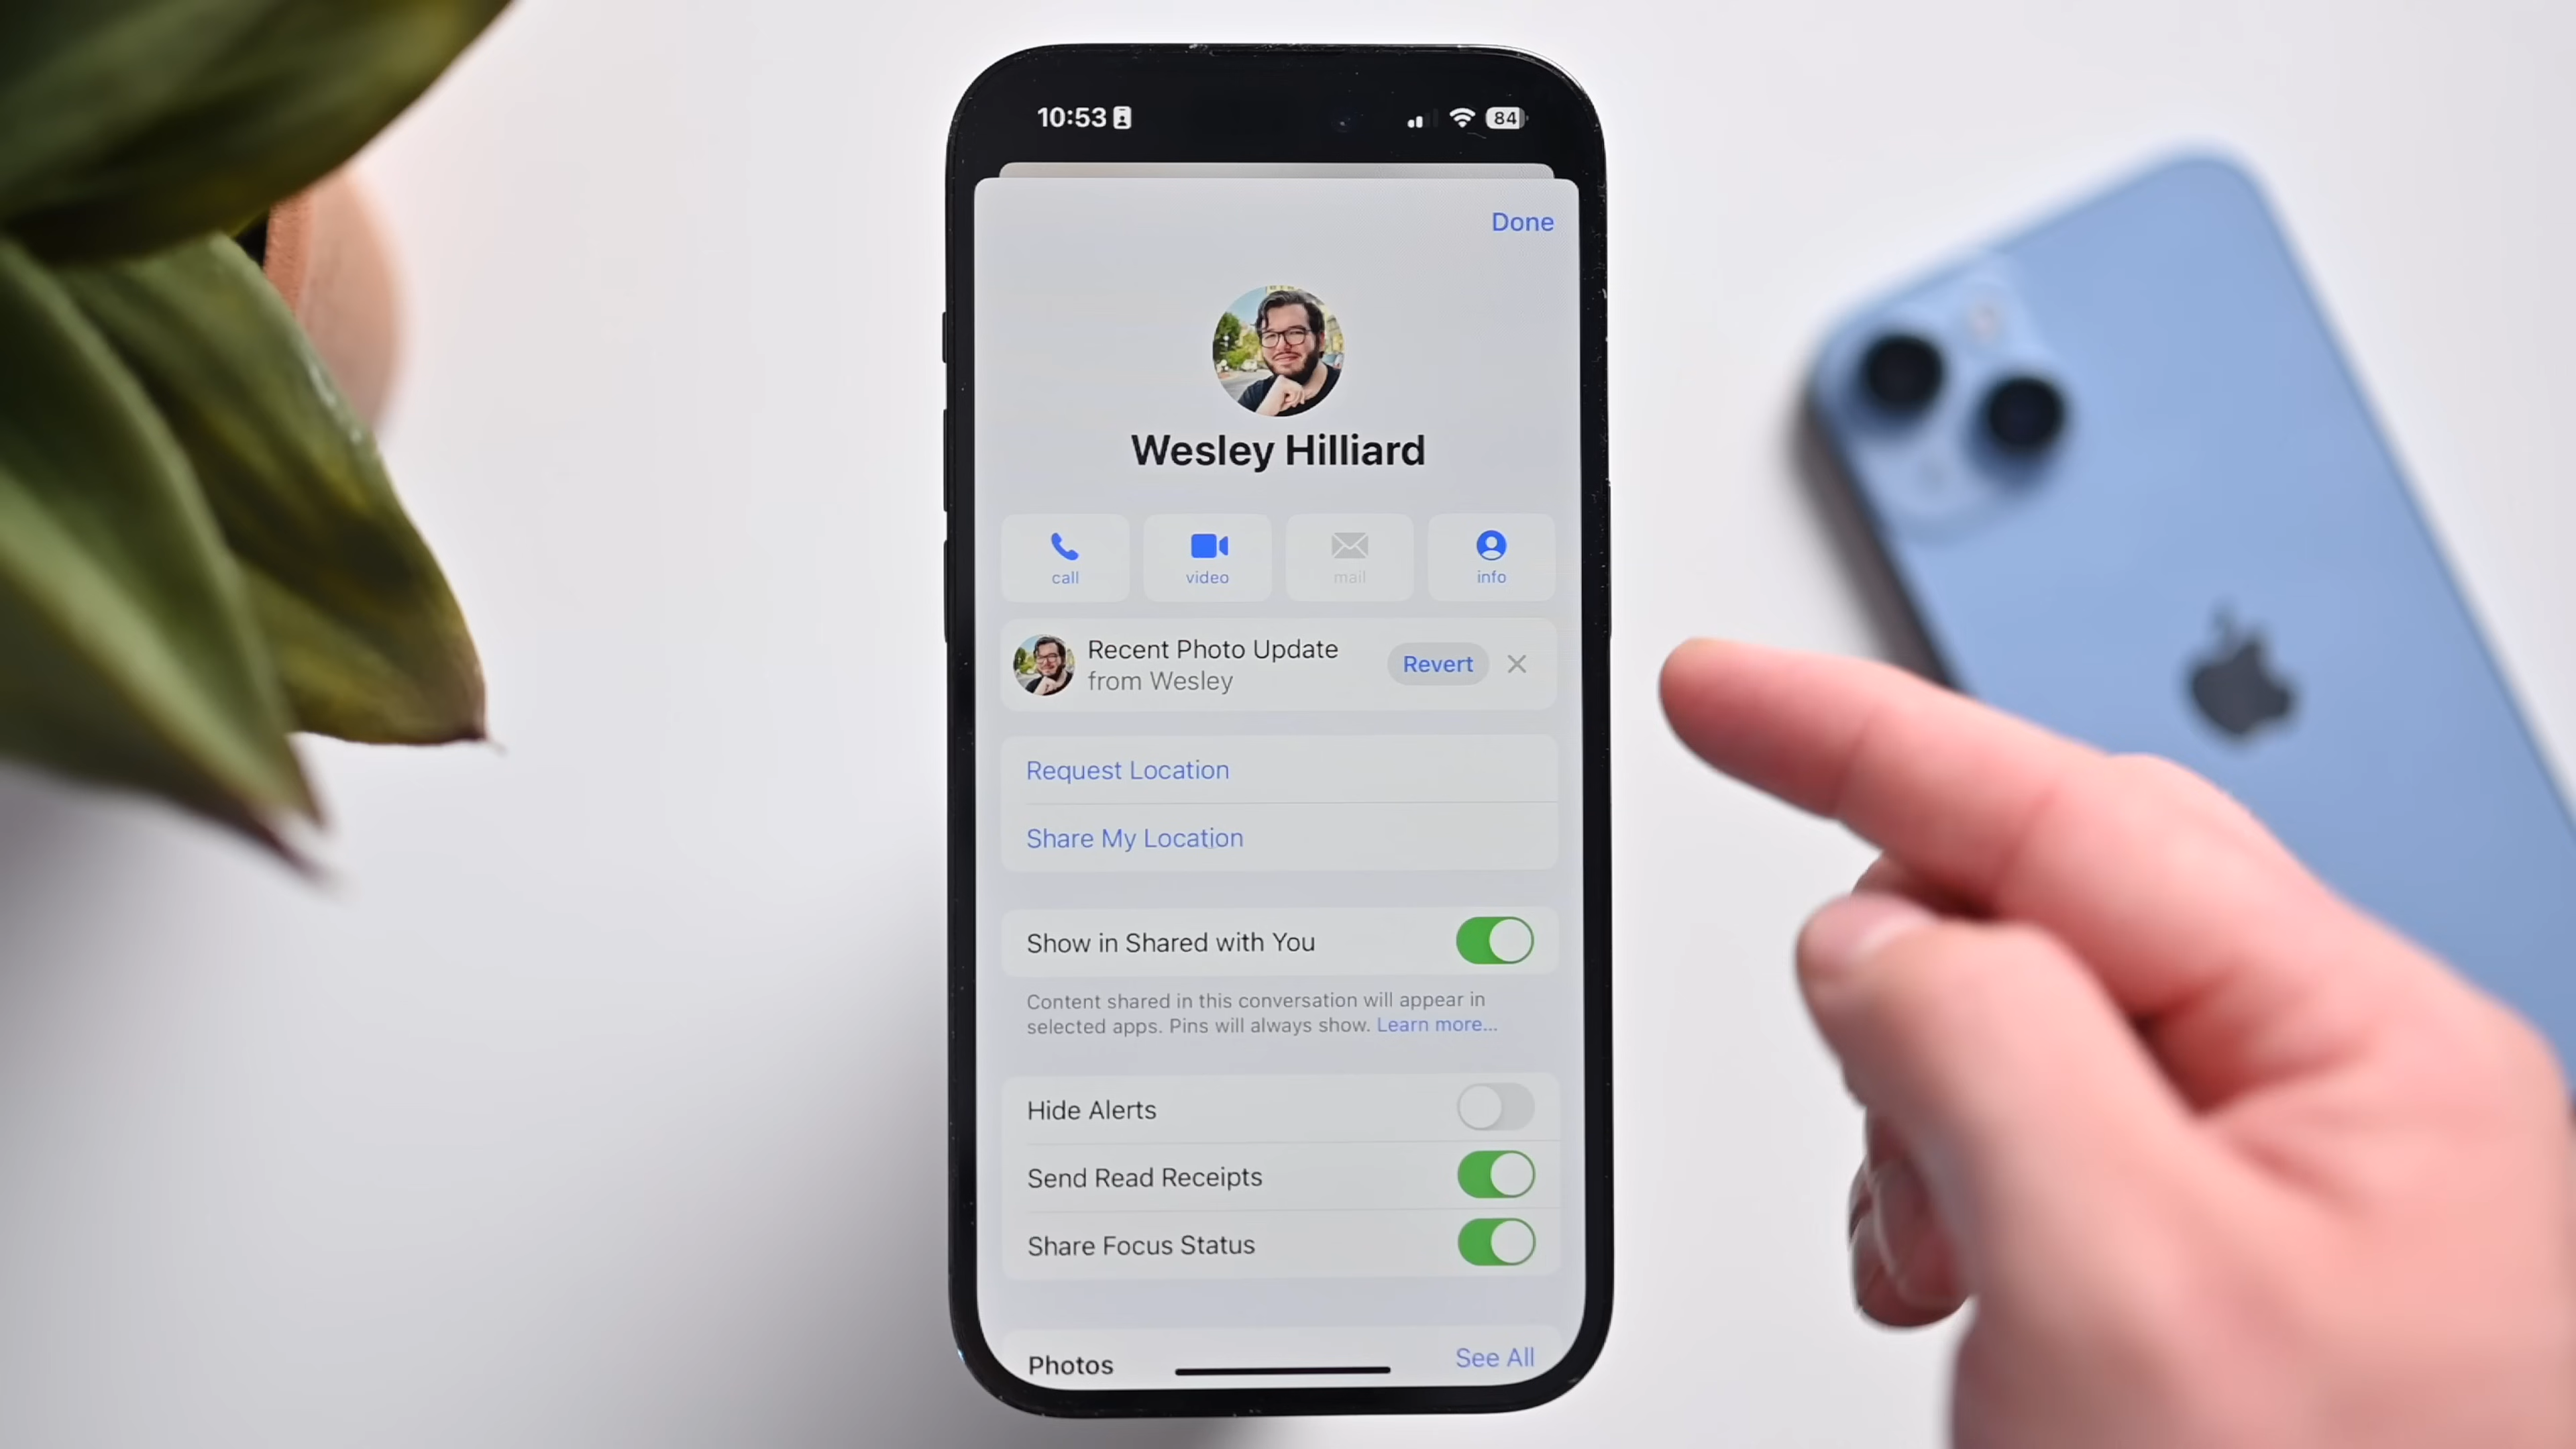 10:53
84
Done
Wesley Hilliard
call
video
mail
info
Recent Photo Update
from Wesley
Revert
Request Location
Share My Location
Show in Shared with You
Content shared in this conversation will appear in
selected apps. Pins will always show. Learn more...
Hide Alerts
Send Read Receipts
Share Focus Status
Photos
See All